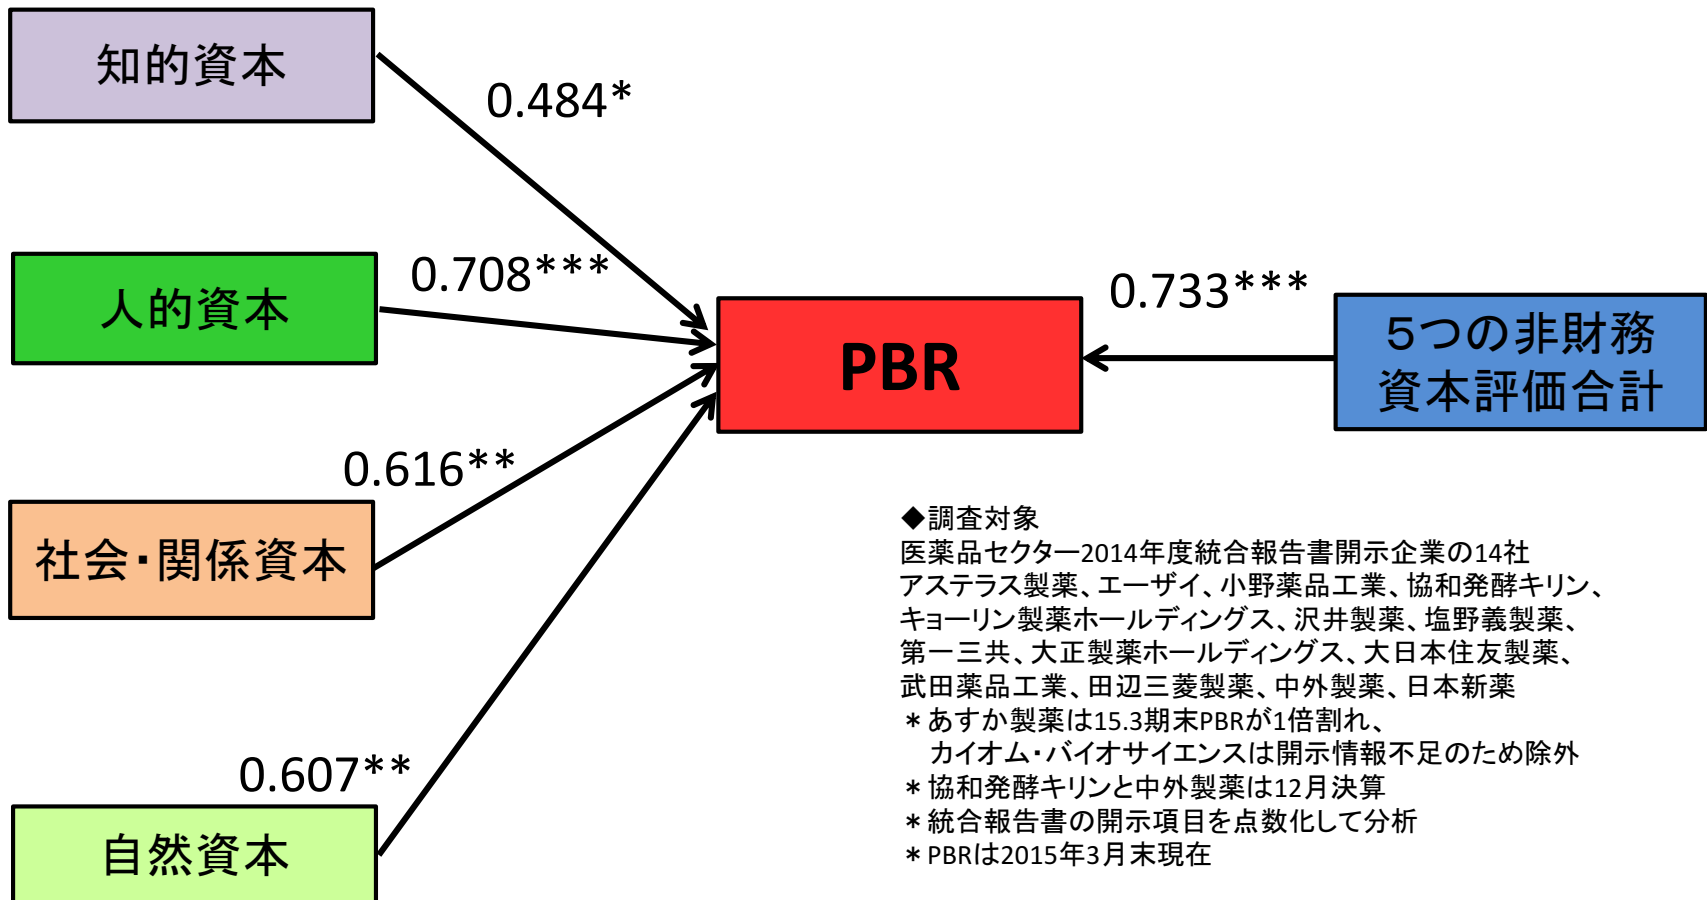 知的資本
0.484*
人的資本
0.708***
社会・関係資本
0.616**
自然資本
0.607**
PBR
0.733***
５つの非財務
資本評価合計
◆調査対象
医薬品セクター2014年度統合報告書開示企業の14社
アステラス製薬、エーザイ、小野薬品工業、協和発酵キリン、
キョーリン製薬ホールディングス、沢井製薬、塩野義製薬、
第一三共、大正製薬ホールディングス、大日本住友製薬、
武田薬品工業、田辺三菱製薬、中外製薬、日本新薬
＊あすか製薬は15.3期末PBRが1倍割れ、
カイオム・バイオサイエンスは開示情報不足のため除外
＊協和発酵キリンと中外製薬は12月決算
＊統合報告書の開示項目を点数化して分析
＊PBRは2015年3月末現在